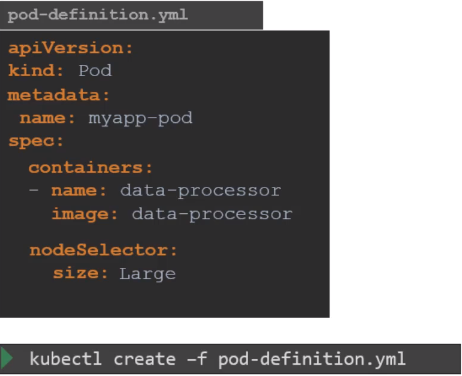 pod-definition.yml
apiVersion:
kind: Pod
metadata:
name: myapp-pod
spec:
containers:
- name: data-processor
image: data-processor
nodeSelector:
size: Large
kubectl create –f pod-definition.yml